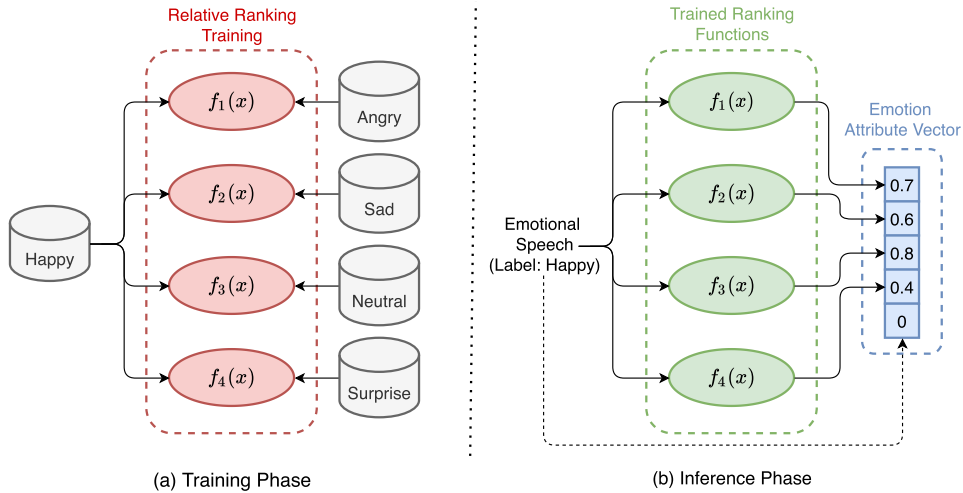 Relative Ranking
Training
f₁(x)
f₂(x)
f₃(x)
f₄(x)
Happy
Angry
Sad
Neutral
Surprise
(a) Training Phase
Trained Ranking
Functions
f₁(x)
f₂(x)
f₃(x)
f₄(x)
Emotional
Speech
(Label: Happy)
Emotion
Attribute Vector
0.7
0.6
0.8
0.4
0
(b) Inference Phase